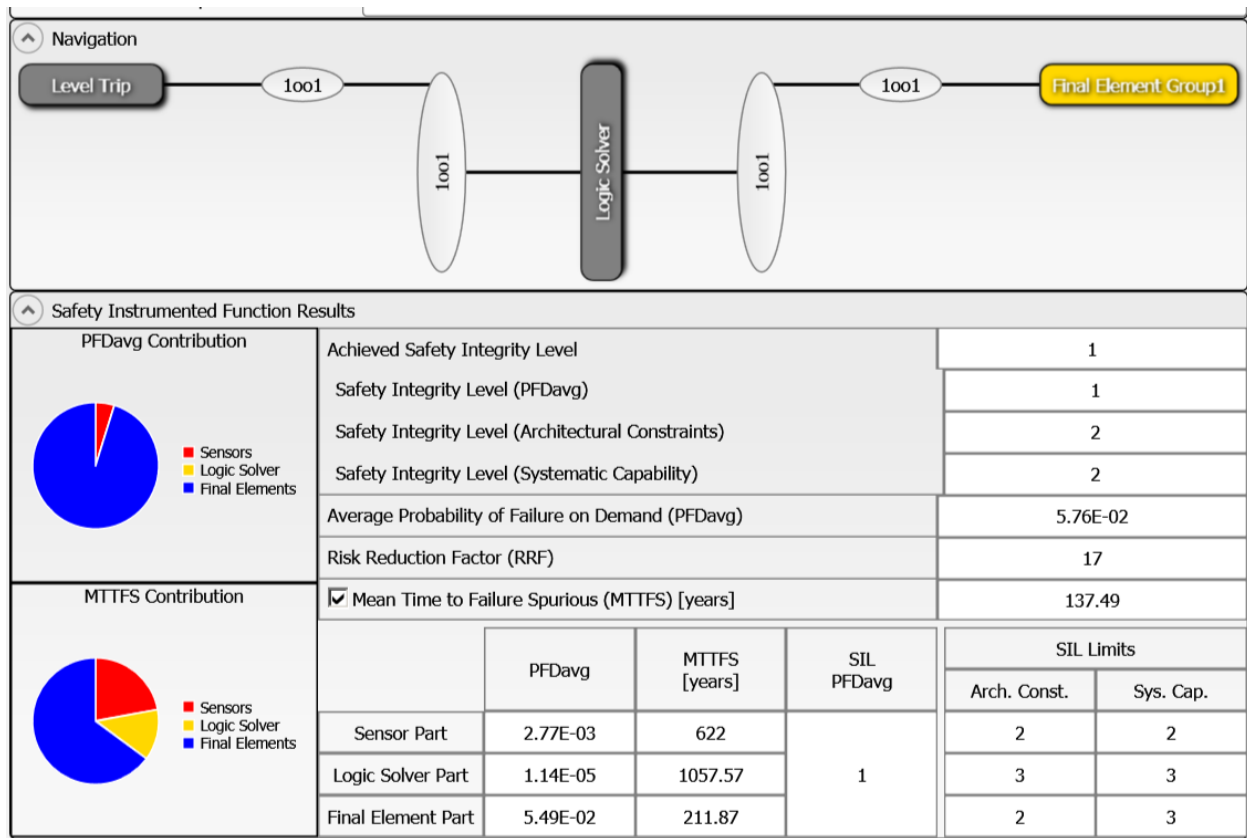 Navigation
Level Trip
1oo1
1oo1
Logic Solver
1oo1
1oo1
Final Element Group1
Safety Instrumented Function Results
PFDavg Contribution
Sensors
Logic Solver
Final Elements
MTTFS Contribution
Sensors
Logic Solver
Final Elements
Achieved Safety Integrity Level 1
Safety Integrity Level (PFDavg) 1
Safety Integrity Level (Architectural Constraints) 2
Safety Integrity Level (Systematic Capability) 2
Average Probability of Failure on Demand (PFDavg) 5.76E-02
Risk Reduction Factor (RRF) 17
Mean Time to Failure Spurious (MTTFS) [years] 137.49
PFDavg MTTFS [years] SIL PFDavg SIL Limits
Arch. Const. Sys. Cap.
Sensor Part 2.77E-03 622 2 2
Logic Solver Part 1.14E-05 1057.57 1 3 3
Final Element Part 5.49E-02 211.87 2 3